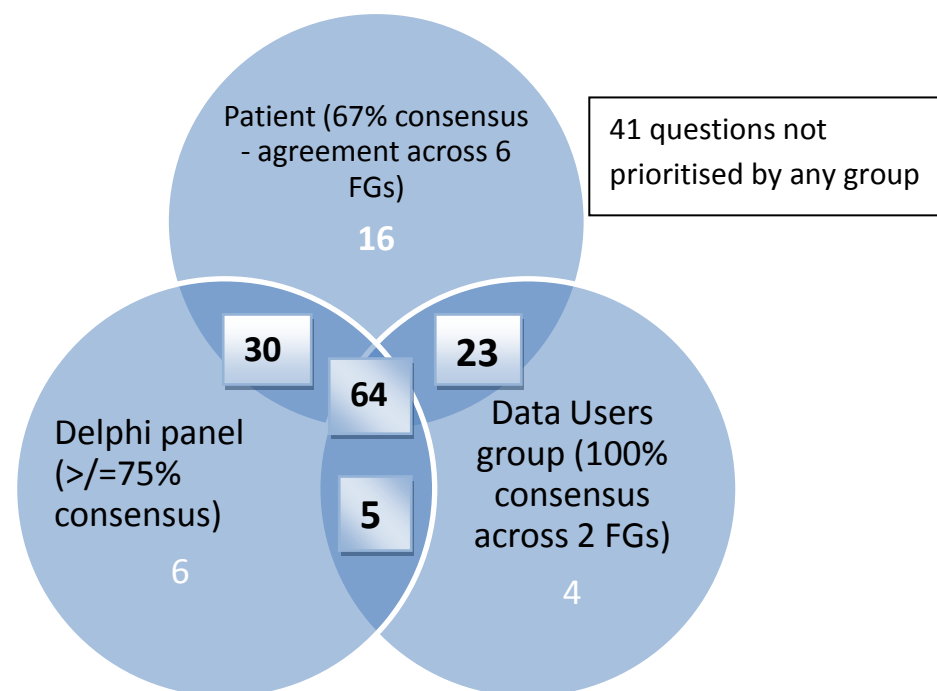 Patient (67% consensus
- agreement across 6
FGs)
16
41 questions not
prioritised by any group
30
23
64
Delphi panel
(>/=75%
consensus)
6
5
Data Users
group (100%
consensus
across 2 FGs)
4